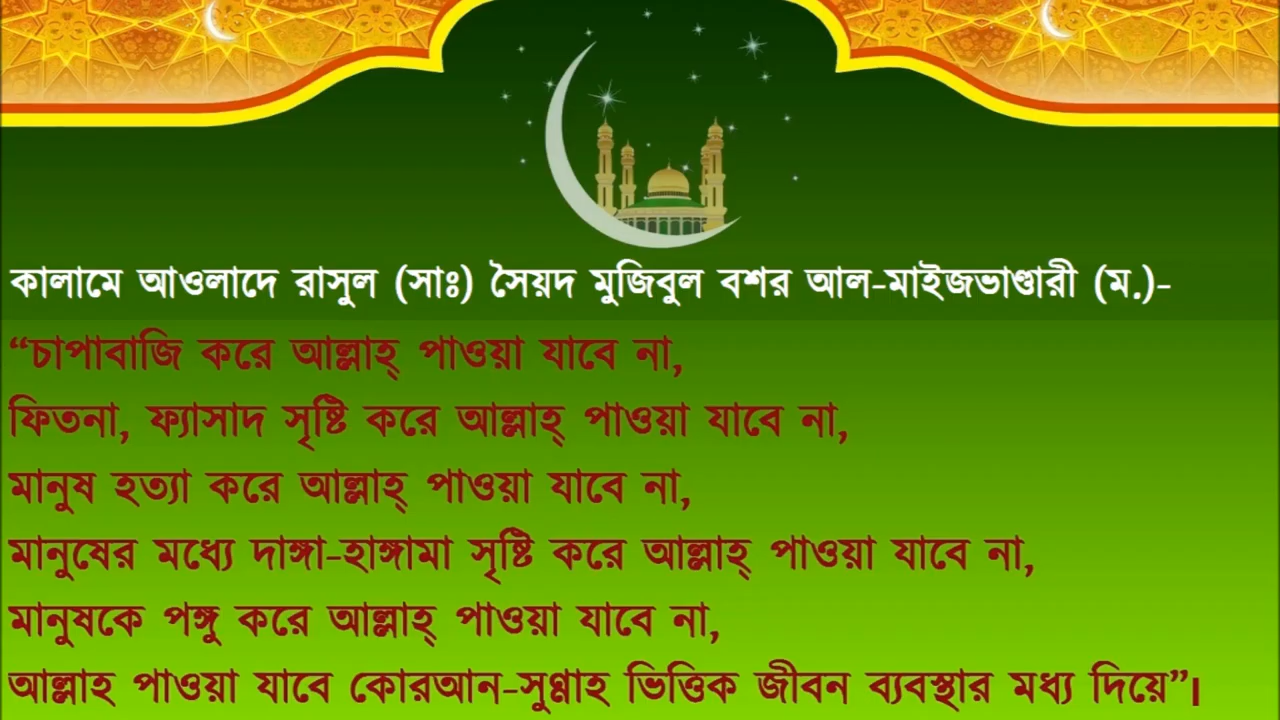 কালামে আওলাদে রাসুল (সাঃ) সৈয়দ মুজিবুল বশর আল-মাইজভাণ্ডারী (ম.)-
“চাপাবাজি করে আল্লাহ্ পাওয়া যাবে না,
ফিতনা, ফ্যাসাদ সৃষ্টি করে আল্লাহ্ পাওয়া যাবে না,
মানুষ হত্যা করে আল্লাহ্ পাওয়া যাবে না,
মানুষের মধ্যে দাঙ্গা-হাঙ্গামা সৃষ্টি করে আল্লাহ্ পাওয়া যাবে না,
মানুষকে পঙ্গু করে আল্লাহ্ পাওয়া যাবে না,
আল্লাহ পাওয়া যাবে কোরআন-সুণ্ণাহ ভিত্তিক জীবন ব্যবস্থার মধ্য দিয়ে”।